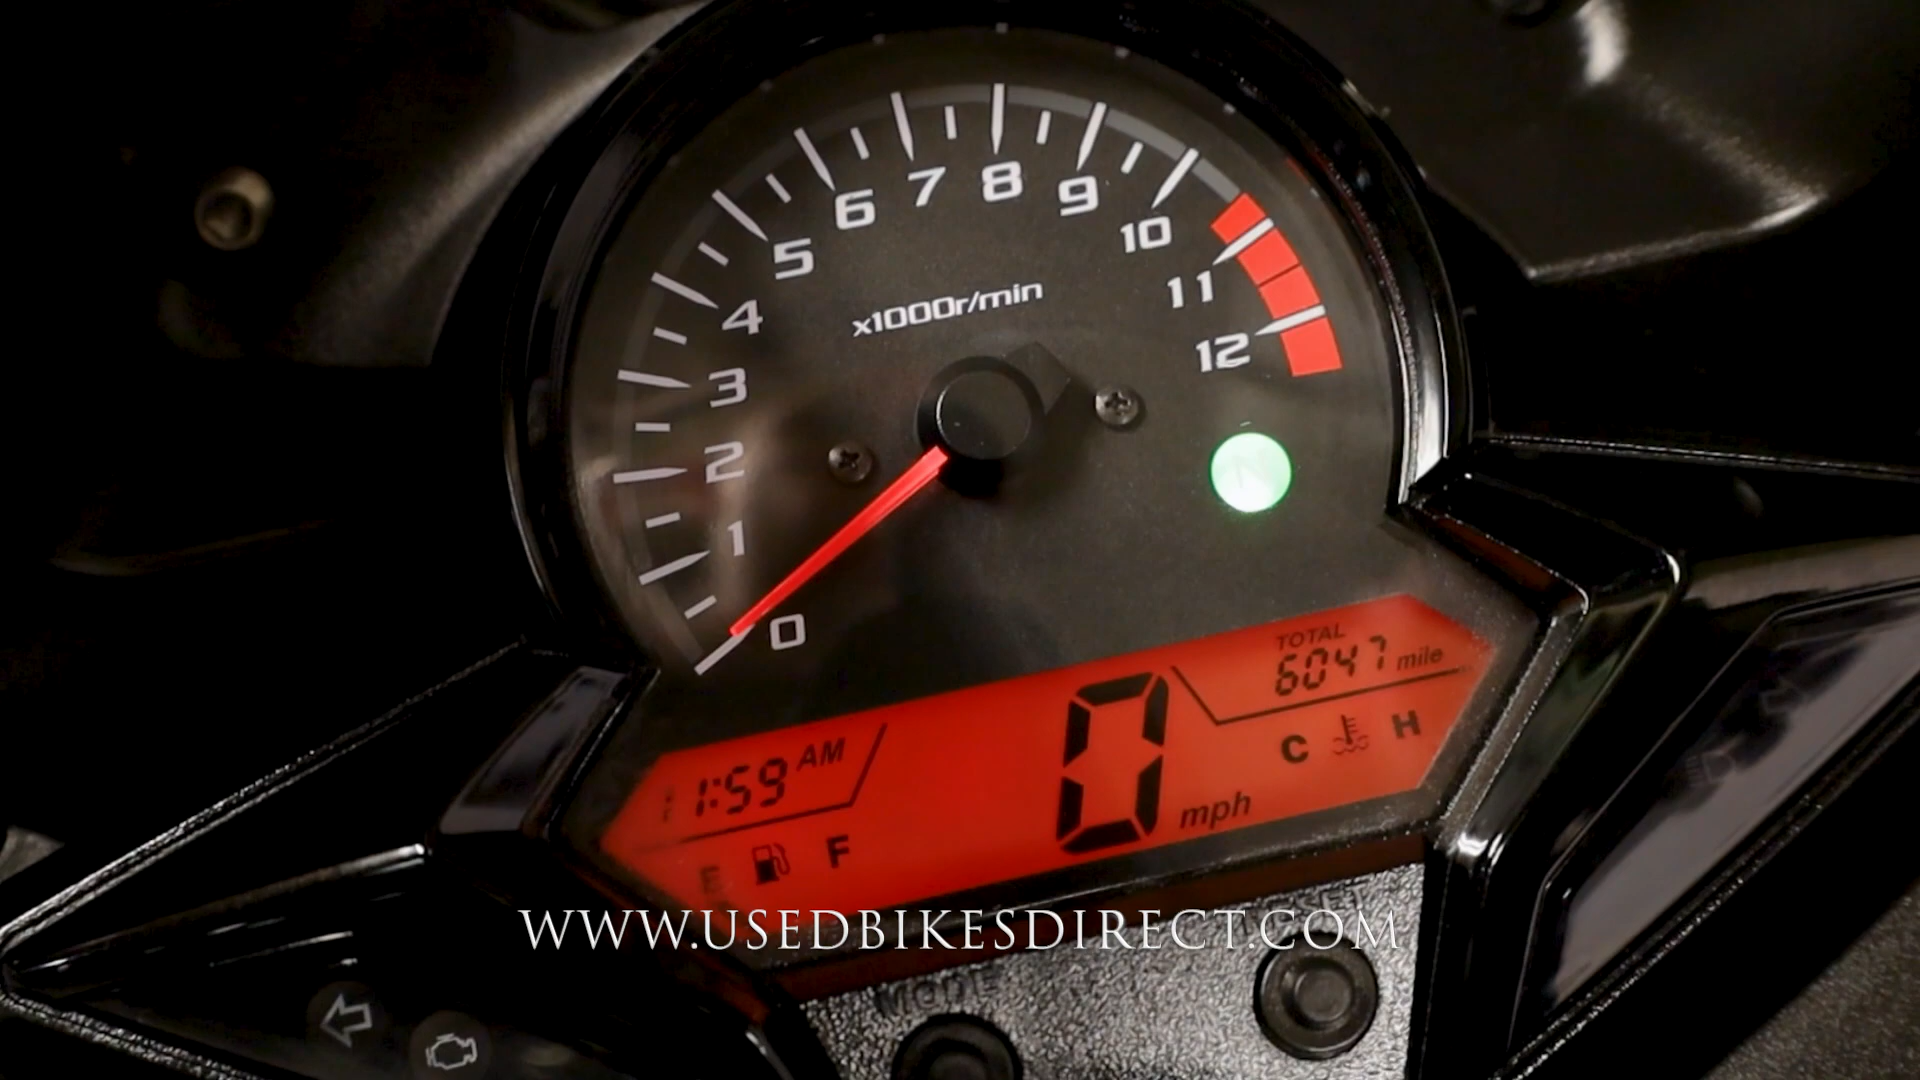 6 7 8 9 10 11 12
5
4
3
2
1
0
x1000r/min
N
TOTAL
6047 mile
1:59 AM
0 mph
C H
E F
WWW.USEDBIKESDIRECT.COM
MODE